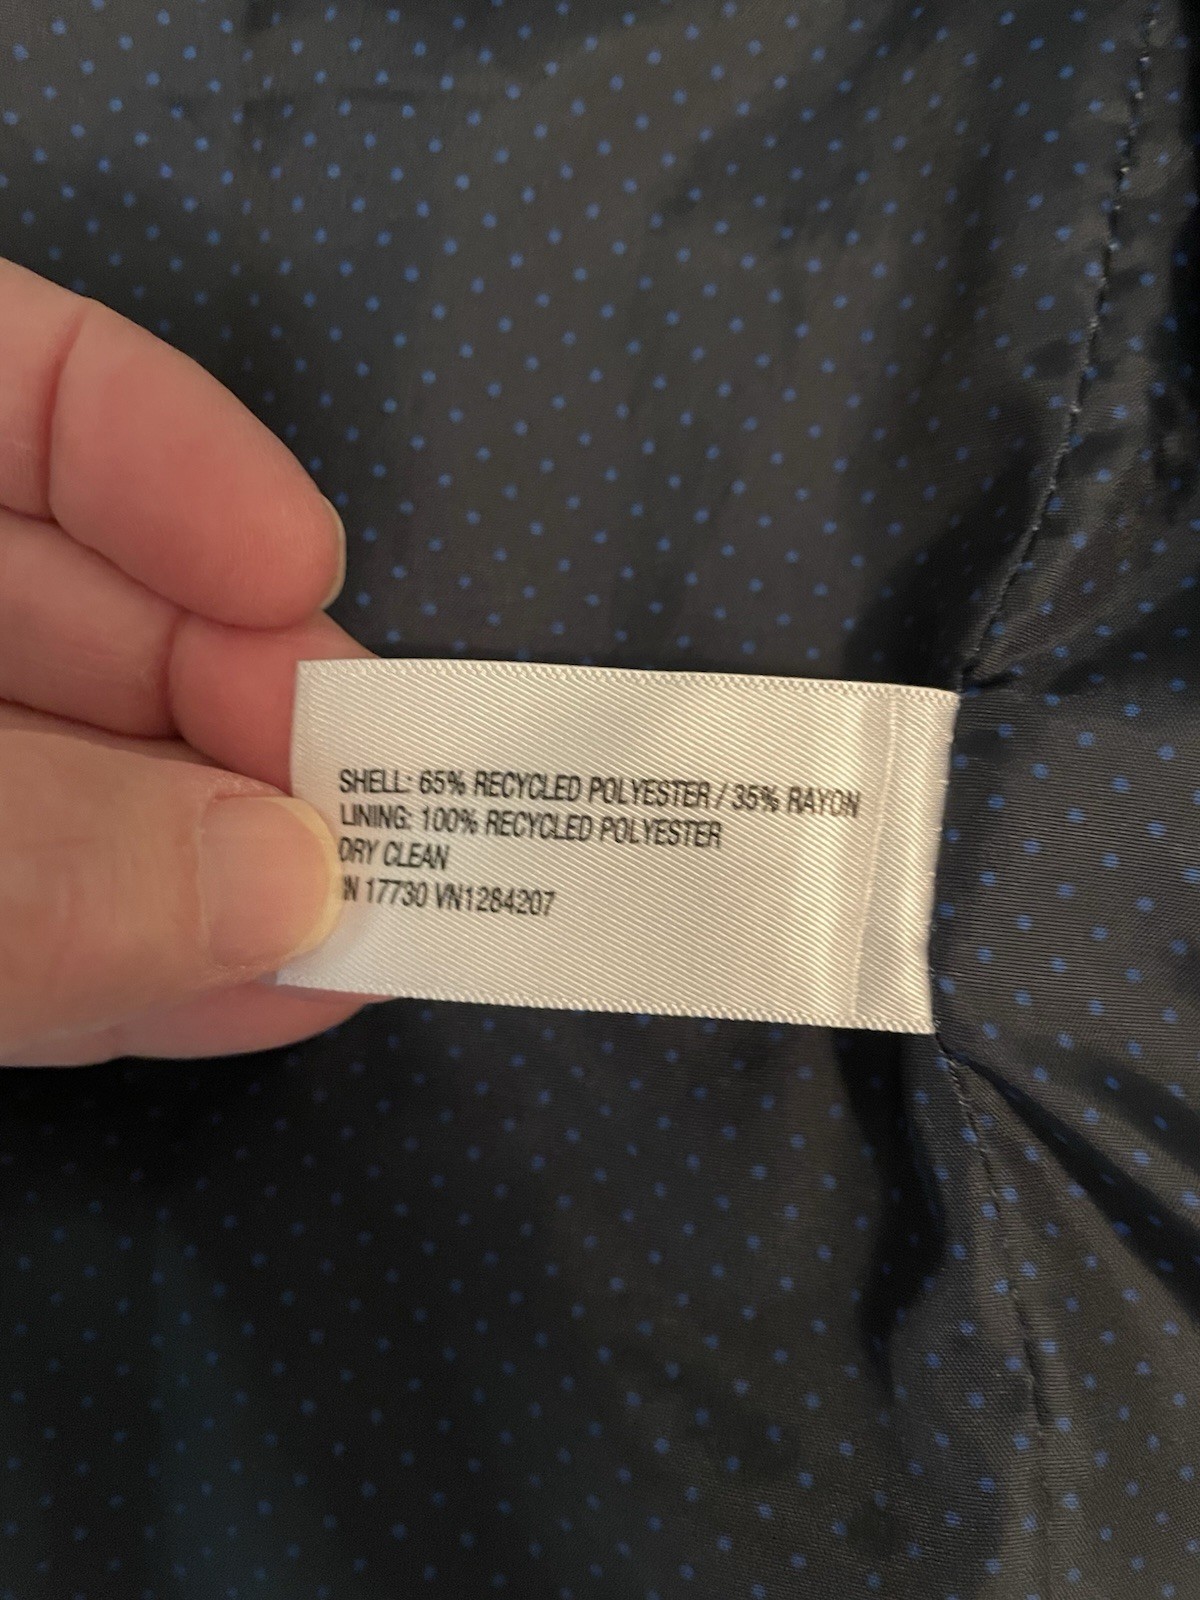 SHELL: 65% RECYCLED POLYESTER / 35% RAYON
LINING: 100% RECYCLED POLYESTER
DRY CLEAN
17730 VN1284207